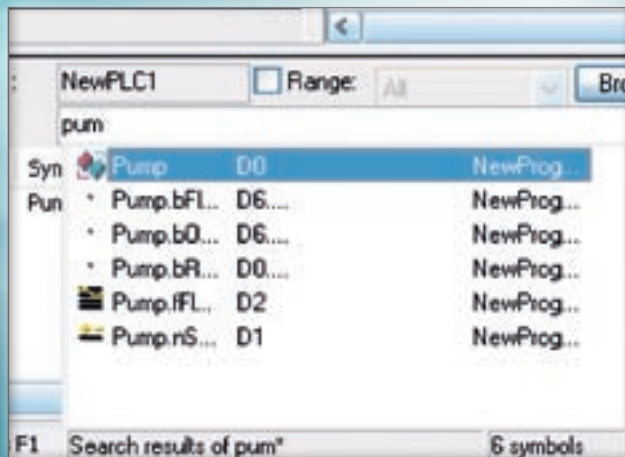 : NewPLC1 Range: All Bro
pum
Syn Pump D0 NewProg...
Pun Pump.bFl... D6.... NewProg...
Pump.bO... D6.... NewProg...
Pump.bR... D0.... NewProg...
Pump.fFL.. D2 NewProg...
Pump.nS... D1 NewProg...
F1 Search results of pum* 6 symbols